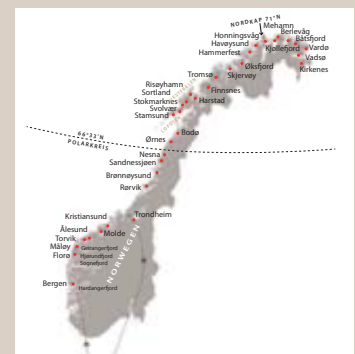 NORDKAP 71°N
Mehamn
Honningsvåg
Berlevåg
Havøysund
Båtsfjord
Kjøllefjord
Vardø
Hammerfest
Vadsø
Øksfjord
Kirkenes
Tromsø
Skjervøy
Risøyhamn
Finnsnes
Sortland
Harstad
Stokmarknes
Svolvær
Stamsund
Bodø
66°33'N
POLARKREIS
Ørnes
Nesna
Sandnessjøen
Brønnøysund
Rørvik
Kristiansund
Trondheim
Ålesund
Molde
Torvik
Måløy
Geirangerfjord
Hjørundfjord
Florø
Sognefjord
NORWEGEN
Bergen
Hardangerfjord